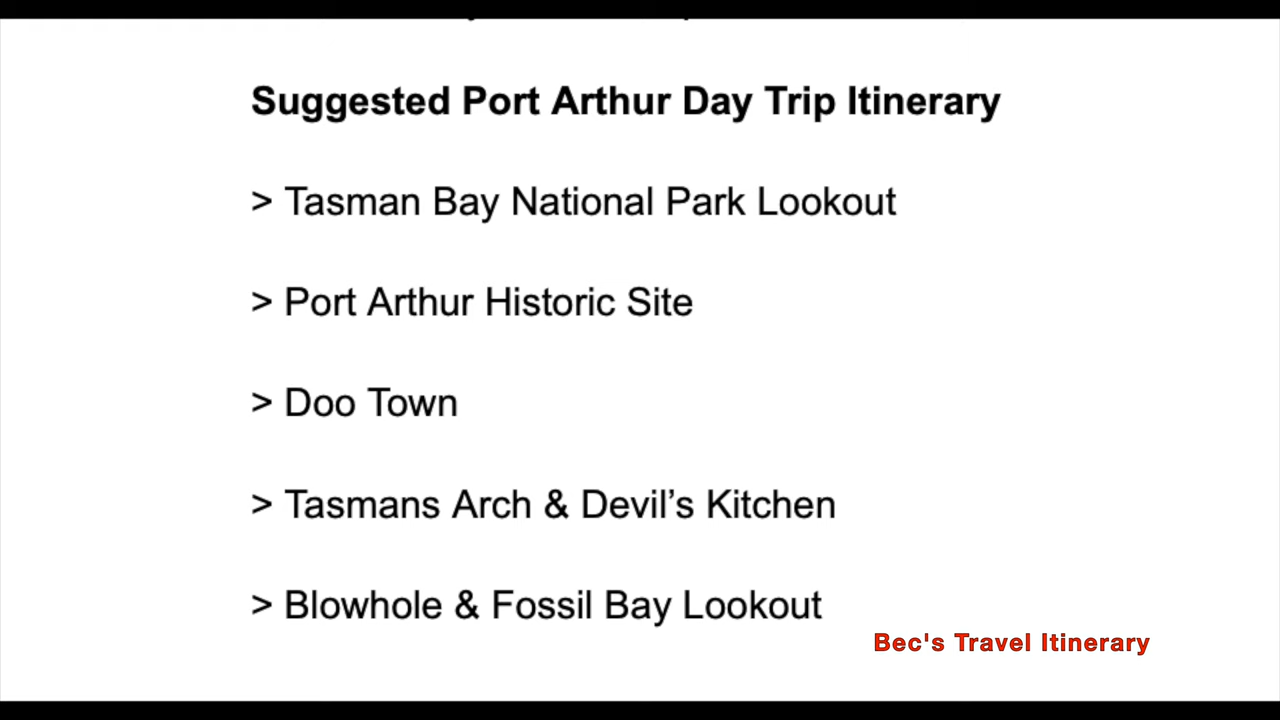 Suggested Port Arthur Day Trip Itinerary
> Tasman Bay National Park Lookout
> Port Arthur Historic Site
> Doo Town
> Tasmans Arch & Devil’s Kitchen
> Blowhole & Fossil Bay Lookout
Bec's Travel Itinerary